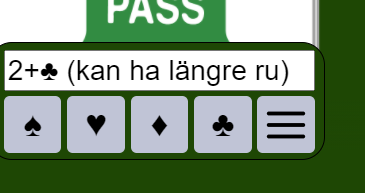 PASS
2+♣ (kan ha längre ru)
♠ ♥ ♦ ♣